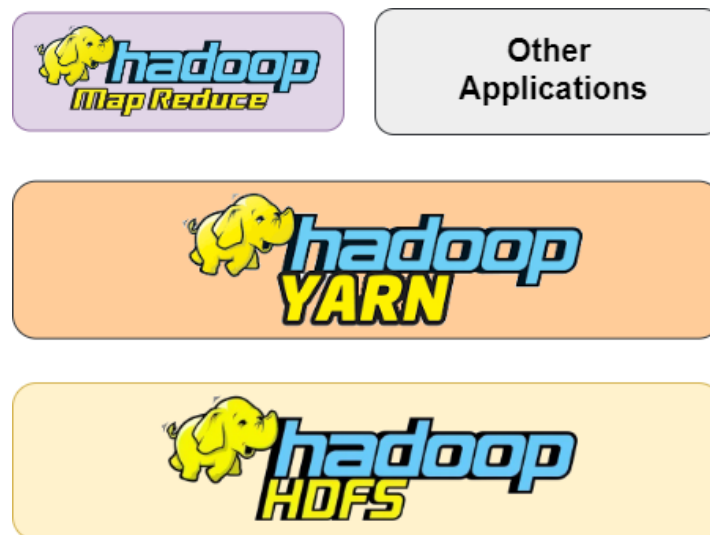 hadoop
Map Reduce
Other
Applications
hadoop
YARN
hadoop
HDFS